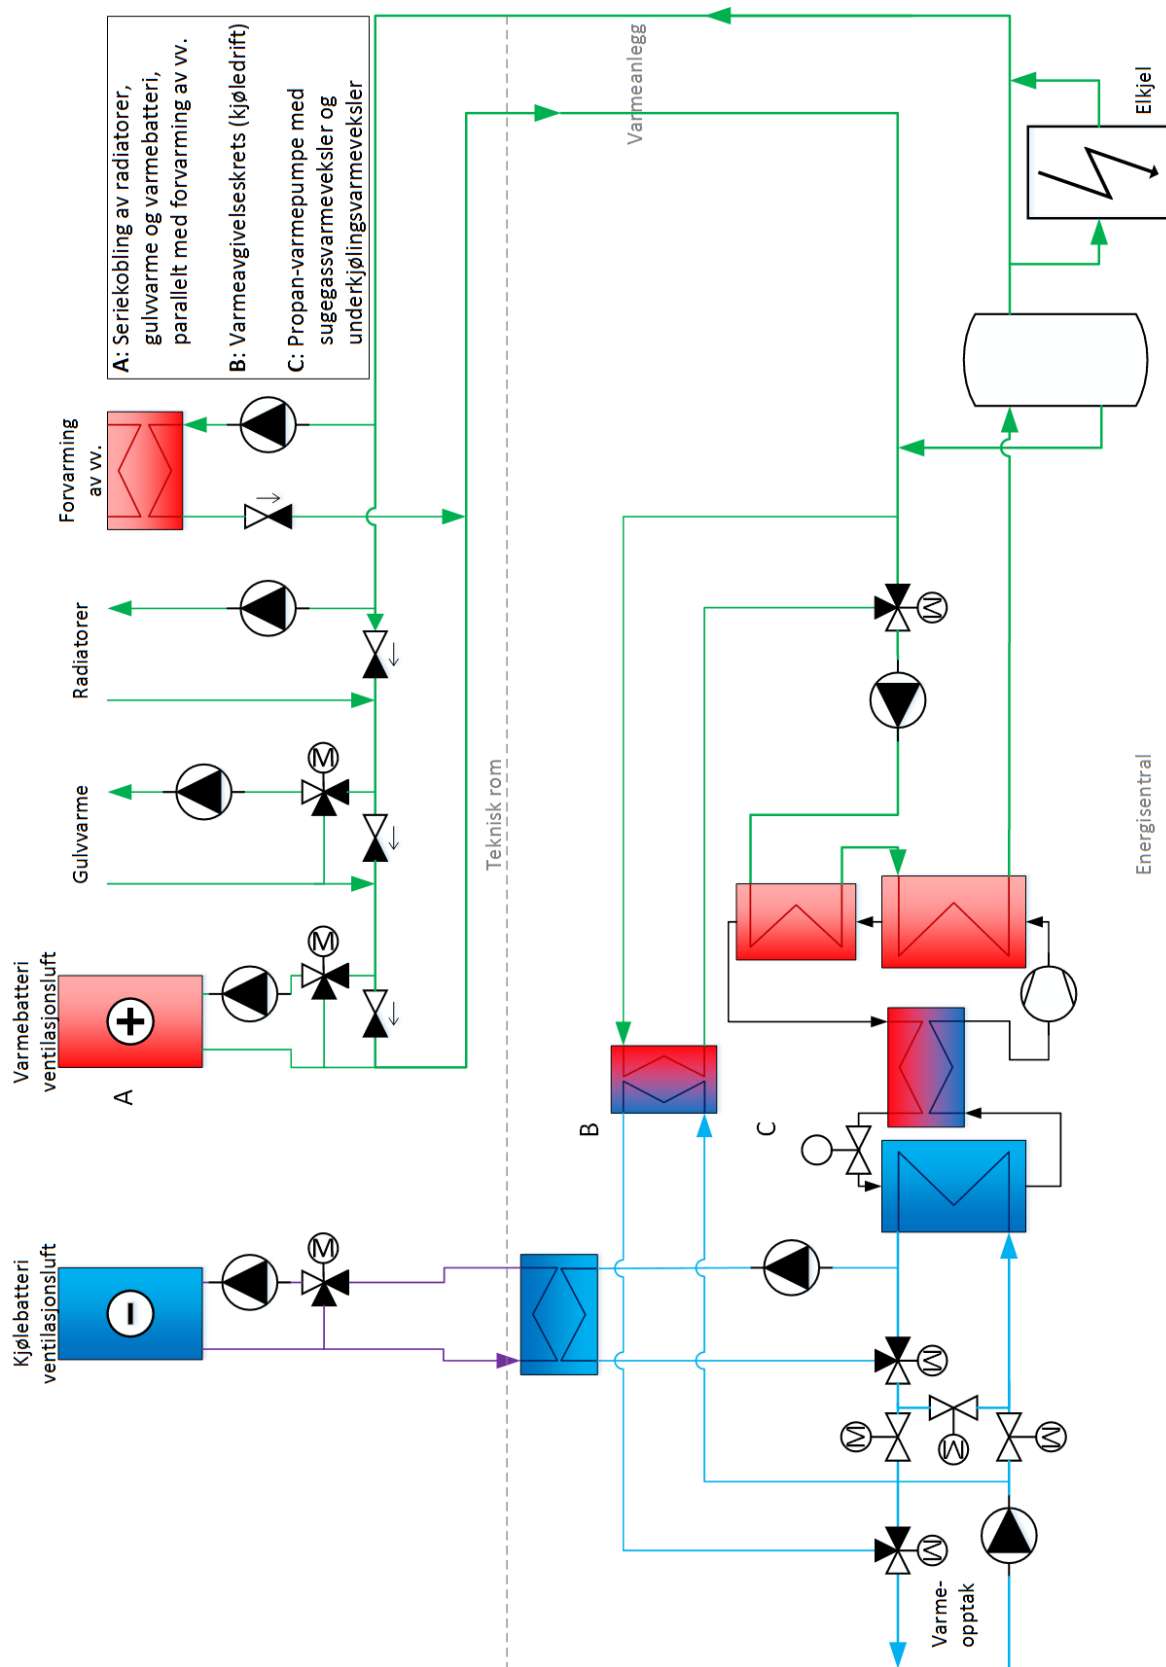 Kjølebatteri
ventilasjonsluft
Varmebatteri
ventilasjonsluft
Gulvvarme
Radiatorer
Forvarming
av vv.
A: Seriekobling av radiatorer,
gulvvarme og varmebatteri,
parallelt med forvarming av vv.
B: Varmeavgivelseskrets (kjøledrift)
C: Propan-varmepumpe med
sugegassvarmeveksler og
underkjølingsvarmeveksler
A
M
M
M
Teknisk rom
Varmeanlegg
B
C
M
M
M
M
M
M
Varme-
opptak
Energisentral
Elkjel